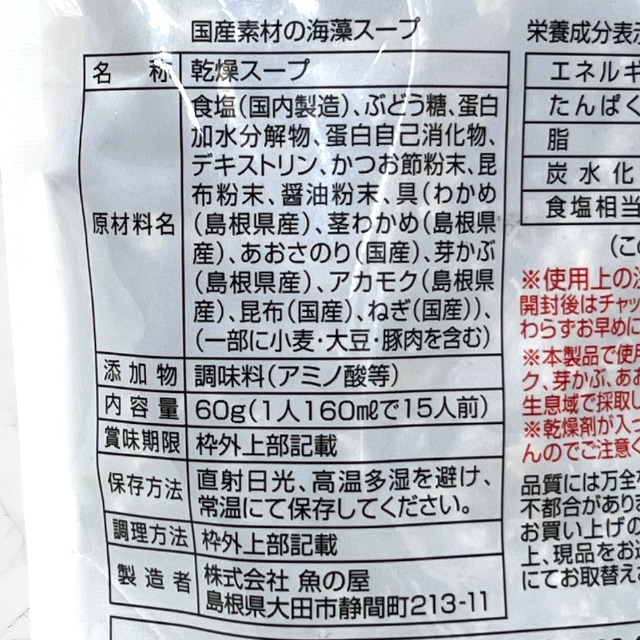 国産素材の海藻スープ
名 称 乾燥スープ
原材料名
食塩(国内製造)、ぶどう糖、蛋白
加水分解物、蛋白自己消化物、
デキストリン、かつお節粉末、昆
布粉末、醤油粉末、具(わかめ
(島根県産)、茎わかめ(島根県
産)、あおさのり(国産)、芽かぶ
(島根県産)、アカモク(島根県
産)、昆布(国産)、ねぎ(国産))、
(一部に小麦・大豆・豚肉を含む)
添加物 調味料(アミノ酸等)
内容量 60g(1人160mℓで15人前)
賞味期限 枠外上部記載
保存方法 直射日光、高温多湿を避け、
常温にて保存してください。
調理方法 枠外上部記載
製造者 株式会社 魚の屋
島根県大田市静間町213-11
栄養成分表示
エネルギ
たんぱく
脂
炭水化
食塩相当
(この
※使用上の注
開封後はチャッ
わらずお早めに
※本製品で使用
ク、芽かぶ、あお
生息域で採取し
※乾燥剤が入っ
んのでご注意く
品質には万全な
不都合があり
お買い上げの
上、現品をお送
にてお取替え